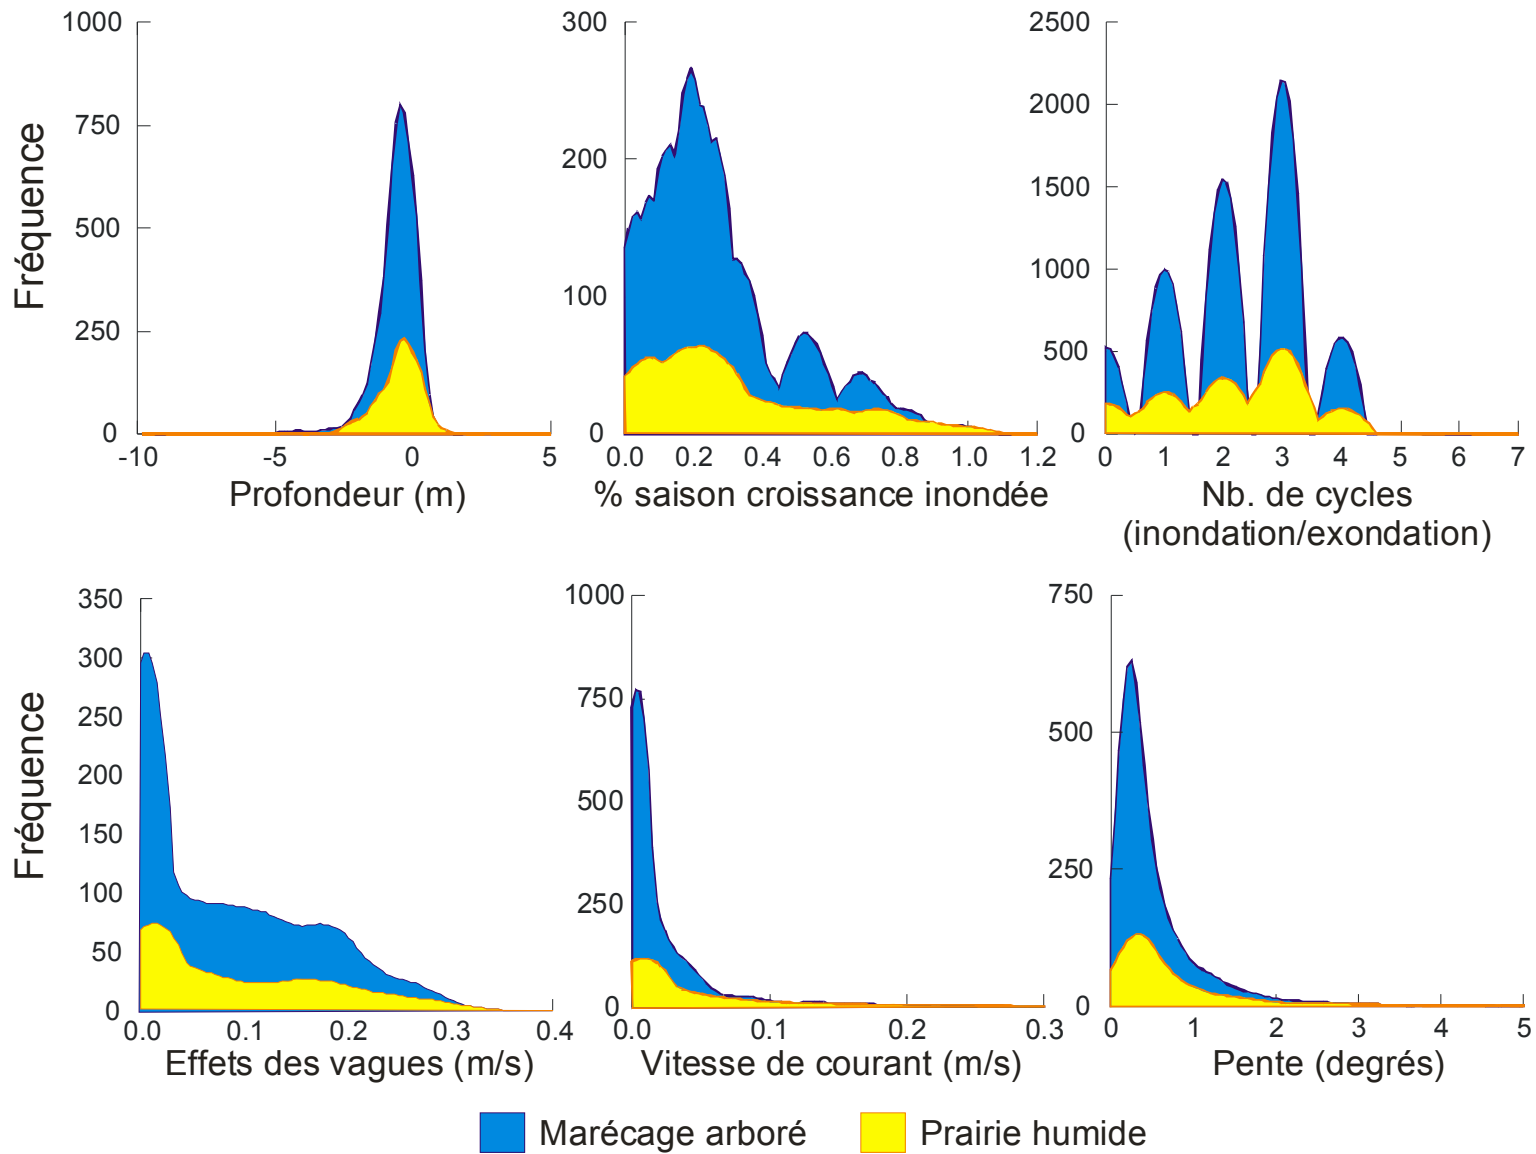 1000
750
500
250
0
-10 -5 0 5
Fréquence
Profondeur (m)
300
200
100
0
0.0 0.2 0.4 0.6 0.8 1.0 1.2
% saison croissance inondée
2500
2000
1500
1000
500
0
0 1 2 3 4 5 6 7
Nb. de cycles
(inondation/exondation)
350
300
250
200
150
100
50
0
0.0 0.1 0.2 0.3 0.4
Fréquence
Effets des vagues (m/s)
1000
750
500
250
0
0.0 0.1 0.2 0.3
Vitesse de courant (m/s)
750
500
250
0
0 1 2 3 4 5
Pente (degrés)
Marécage arboré
Prairie humide